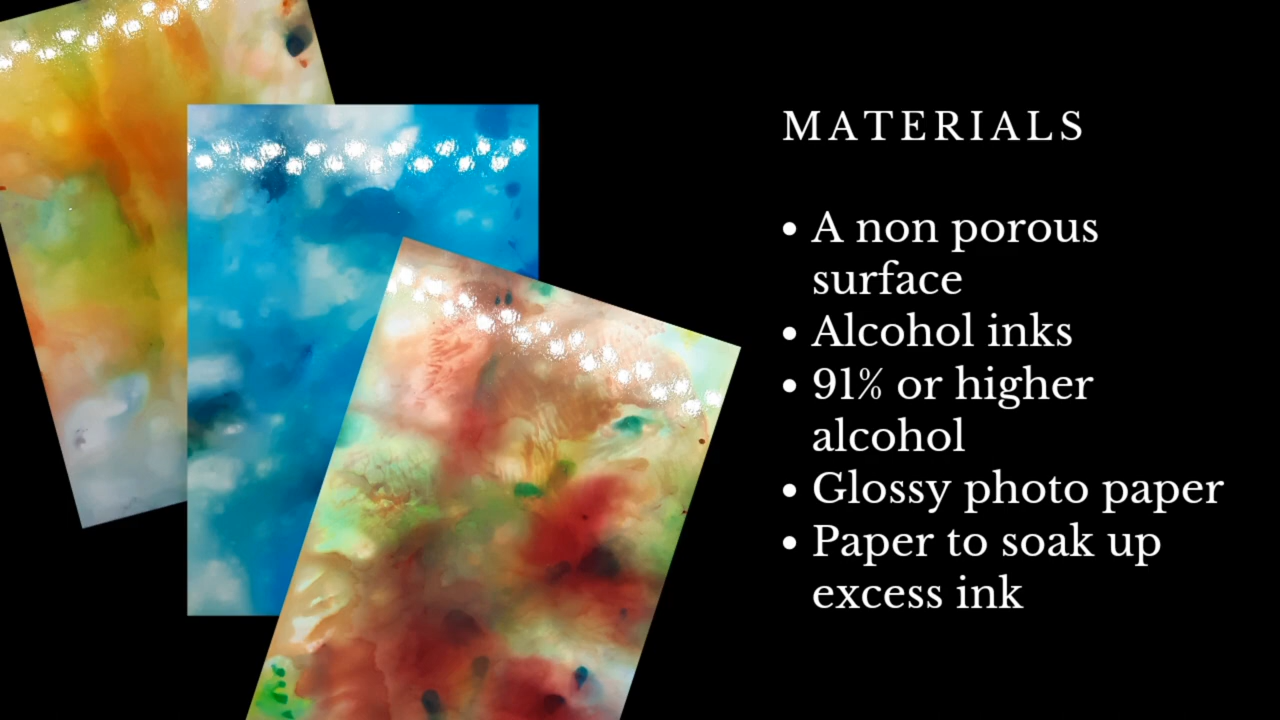 MATERIALS
• A non porous
surface
• Alcohol inks
• 91% or higher
alcohol
• Glossy photo paper
• Paper to soak up
excess ink